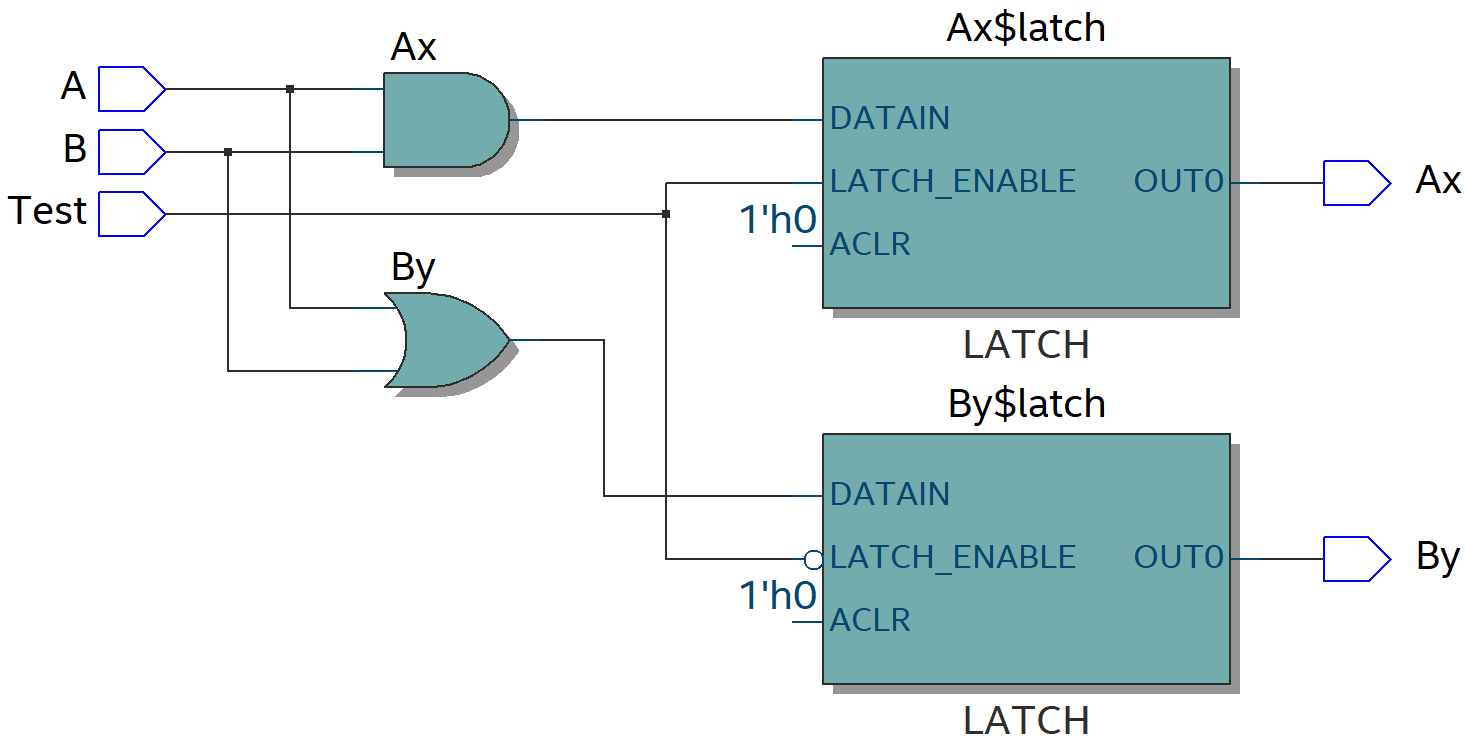 Ax$latch
Ax
A
DATAIN
B
LATCH_ENABLE OUT0 Ax
Test
1'h0
ACLR
By
LATCH
By$latch
DATAIN
LATCH_ENABLE OUT0 By
1'h0
ACLR
LATCH